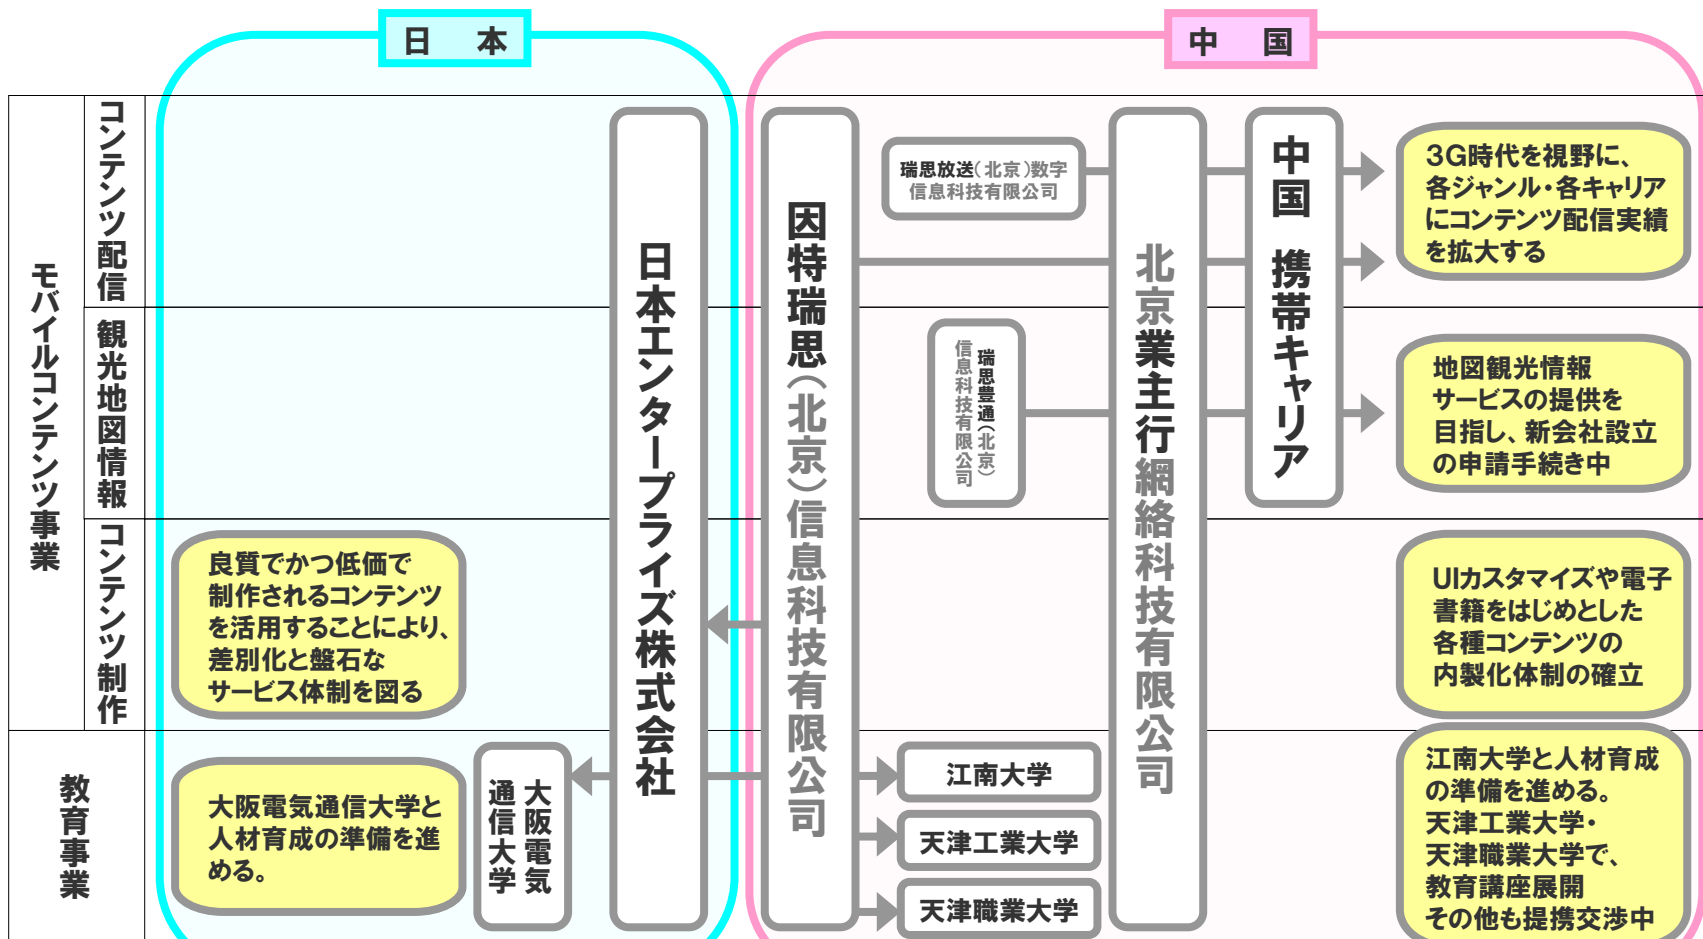 日　本
中　国
モバイルコンテンツ事業
コンテンツ配信
観光地図情報
コンテンツ制作
教育事業
日本エンタープライズ株式会社
因特瑞思(北京)信息科技有限公司
瑞思放送(北京)数字
信息科技有限公司
瑞思豊通(北京)
信息科技有限公司
北京業主行網絡科技有限公司
中国　携帯キャリア
3G時代を視野に、
各ジャンル・各キャリア
にコンテンツ配信実績
を拡大する
地図観光情報
サービスの提供を
目指し、新会社設立
の申請手続き中
良質でかつ低価で
制作されるコンテンツ
を活用することにより、
差別化と盤石な
サービス体制を図る
UIカスタマイズや電子
書籍をはじめとした
各種コンテンツの
内製化体制の確立
大阪電気通信大学と
人材育成の準備を進
める。
大阪電気
通信大学
江南大学
天津工業大学
天津職業大学
江南大学と人材育成
の準備を進める。
天津工業大学・
天津職業大学で、
教育講座展開
その他も提携交渉中